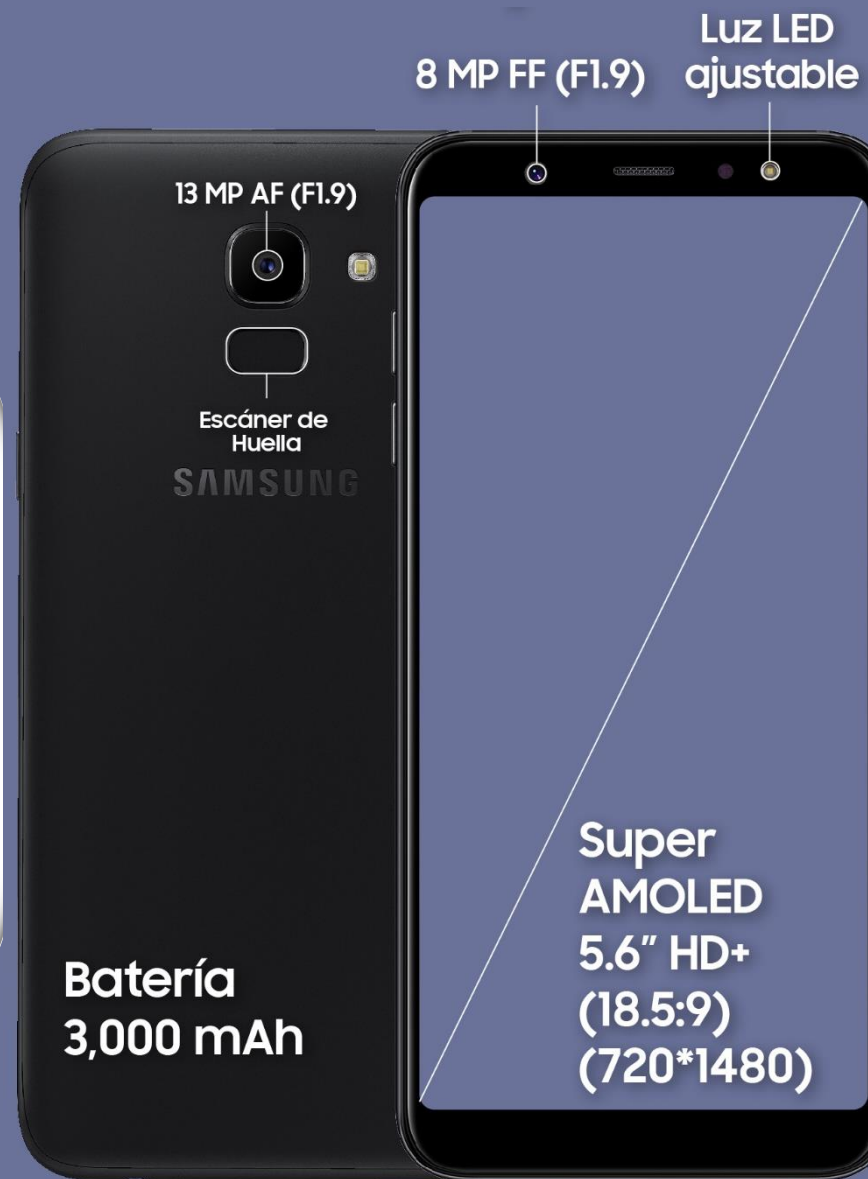 Luz LED
ajustable
8 MP FF (F1.9)
13 MP AF (F1.9)
Escáner de
Huella
SAMSUNG
Batería
3,000 mAh
Super
AMOLED
5.6” HD+
(18.5:9)
(720*1480)